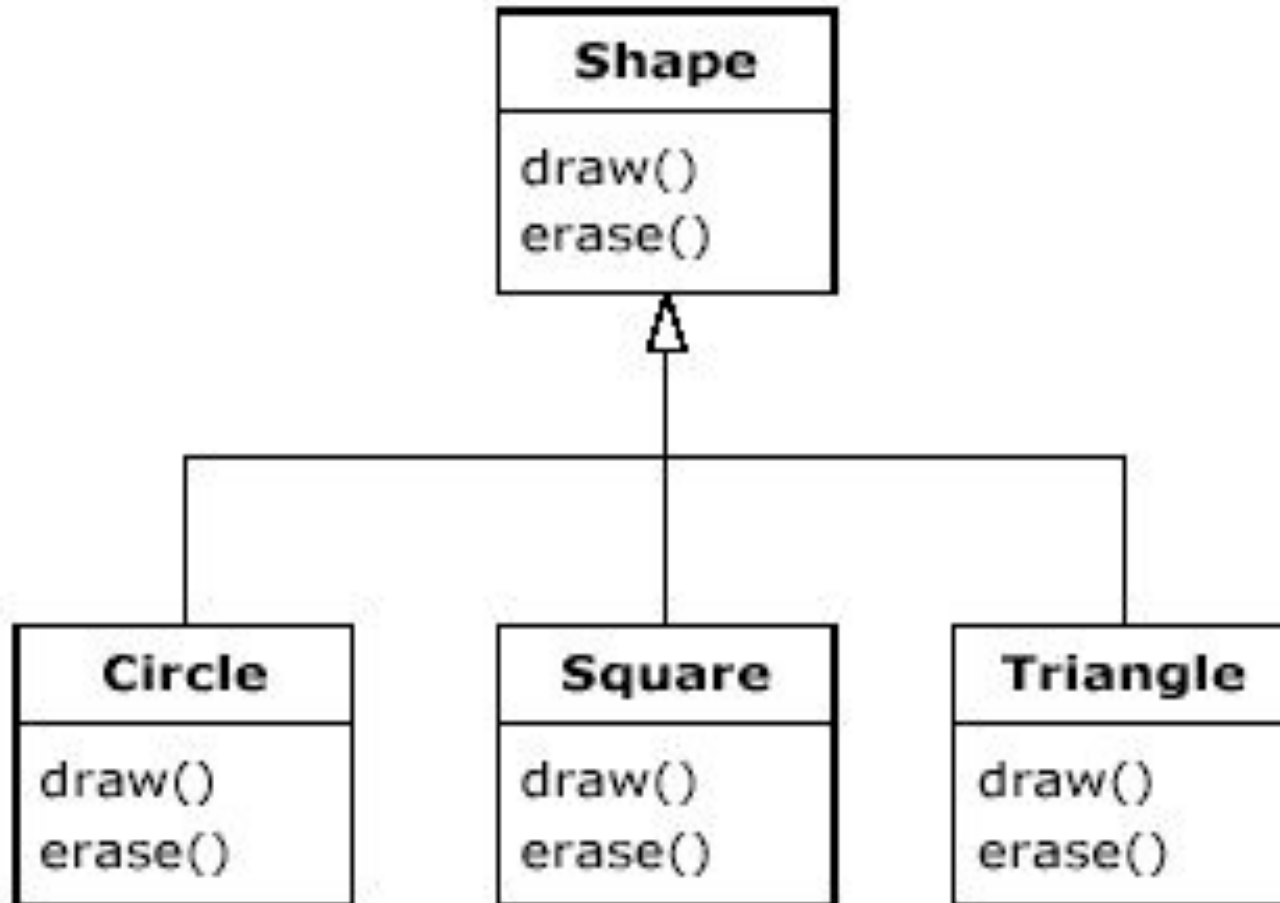 Shape
draw()
erase()
Circle
draw()
erase()
Square
draw()
erase()
Triangle
draw()
erase()